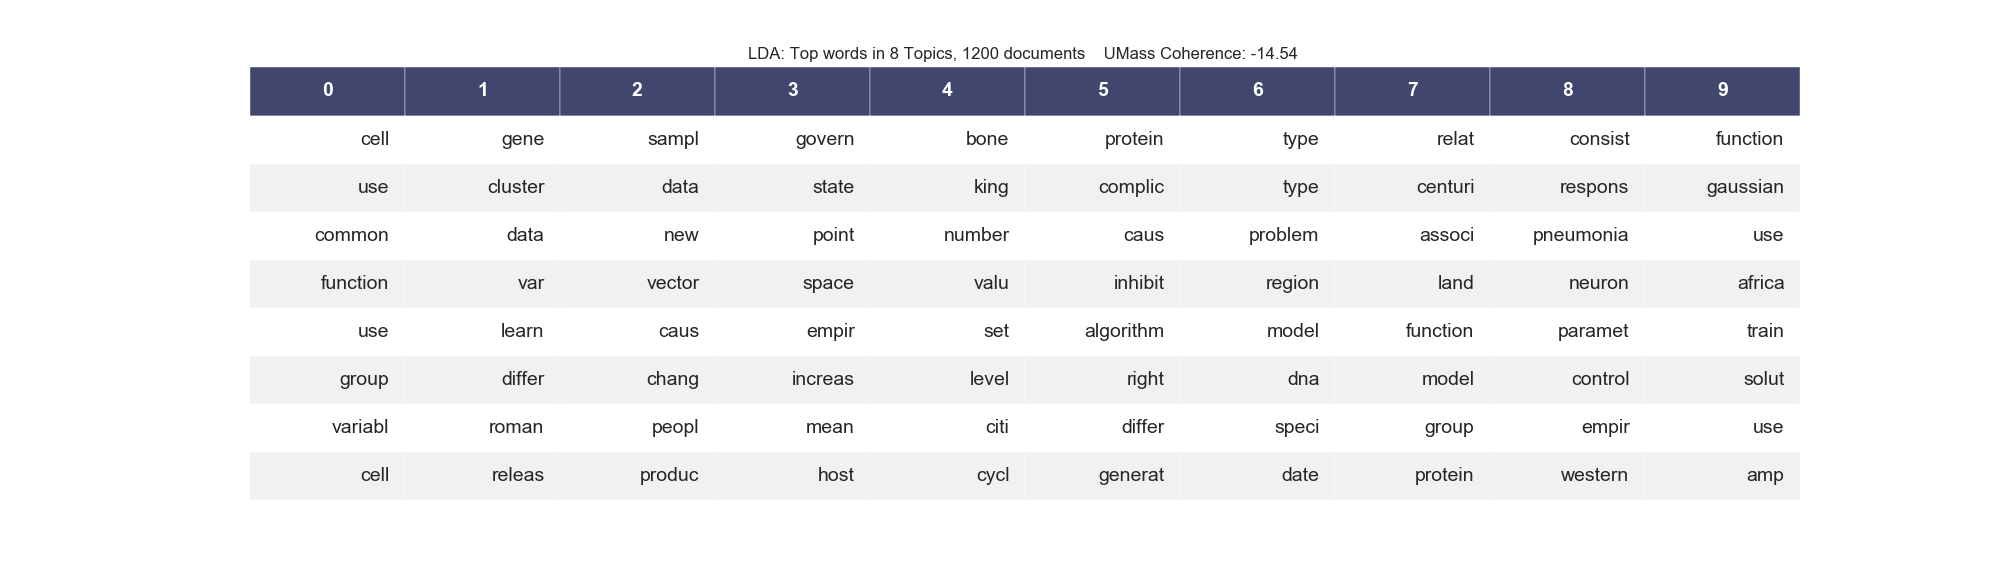 LDA: Top words in 8 Topics, 1200 documents    UMass Coherence: -14.54
0 1 2 3 4 5 6 7 8 9
cell gene sampl govern bone protein type relat consist function
use cluster data state king complic type centuri respons gaussian
common data new point number caus problem associ pneumonia use
function var vector space valu inhibit region land neuron africa
use learn caus empir set algorithm model function paramet train
group differ chang increas level right dna model control solut
variabl roman peopl mean citi differ speci group empir use
cell releas produc host cycl generat date protein western amp